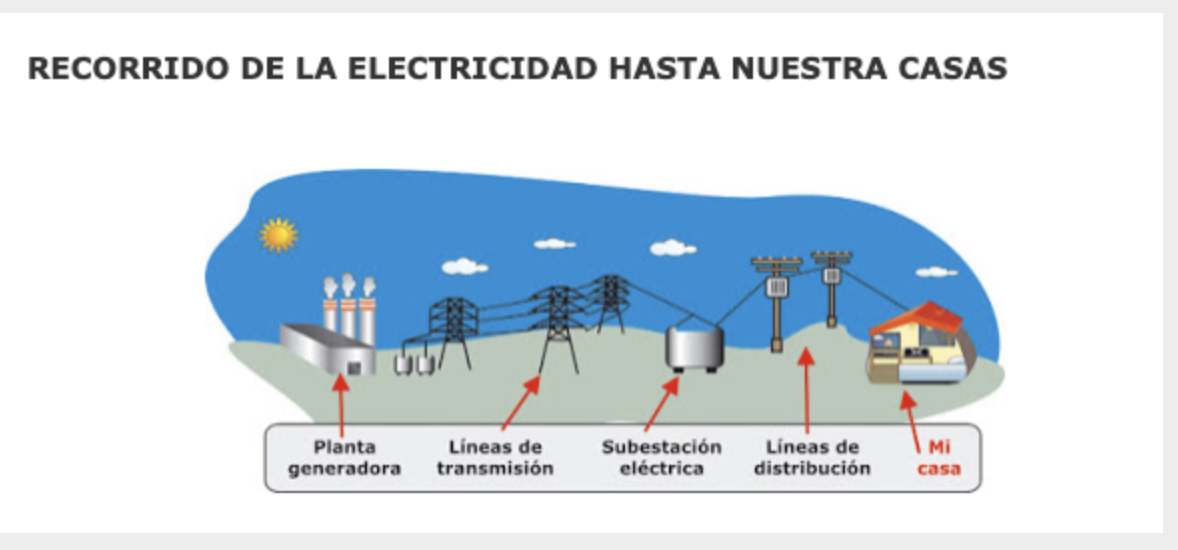 RECORRIDO DE LA ELECTRICIDAD HASTA NUESTRA CASAS
Planta
generadora
Líneas de
transmisión
Subestación
eléctrica
Líneas de
distribución
Mi
casa